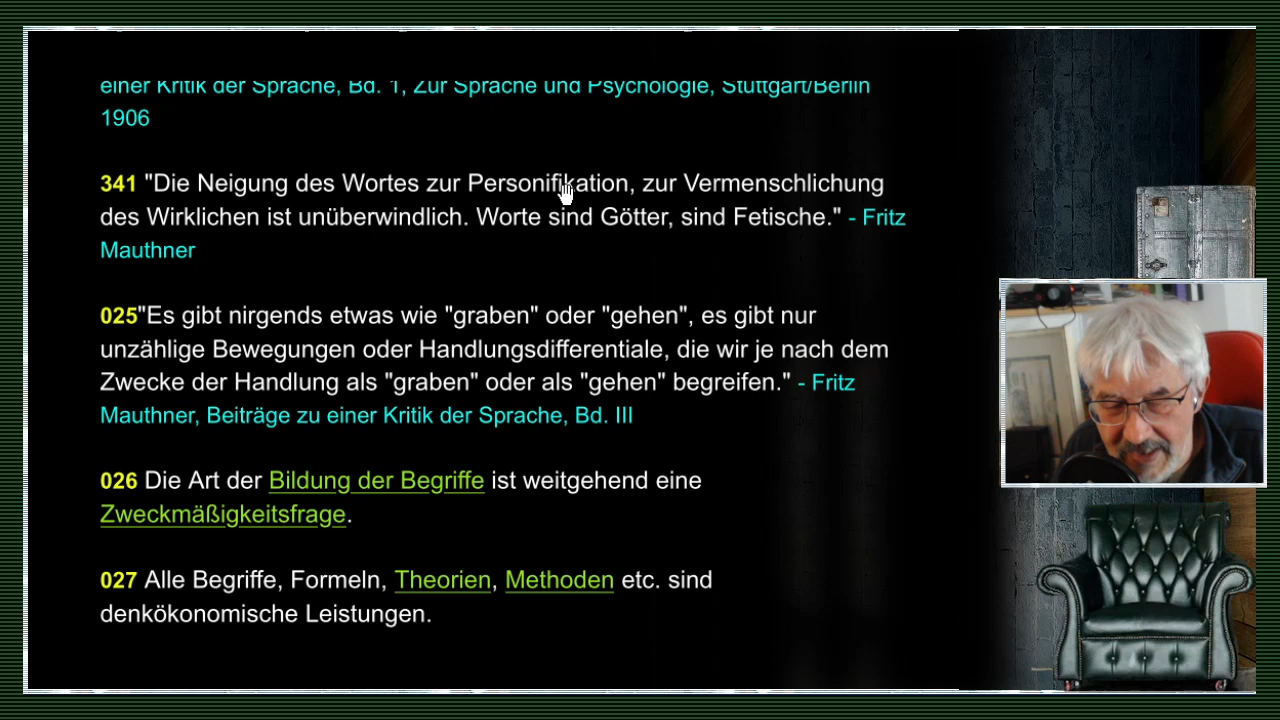 einer Kritik der Sprache, Bd. 1, Zur Sprache und Psychologie, Stuttgart/Berlin
1906
341 "Die Neigung des Wortes zur Personifikation, zur Vermenschlichung
des Wirklichen ist unüberwindlich. Worte sind Götter, sind Fetische." - Fritz
Mauthner
025"Es gibt nirgends etwas wie "graben" oder "gehen", es gibt nur
unzählige Bewegungen oder Handlungsdifferentiale, die wir je nach dem
Zwecke der Handlung als "graben" oder als "gehen" begreifen." - Fritz
Mauthner, Beiträge zu einer Kritik der Sprache, Bd. III
026 Die Art der Bildung der Begriffe ist weitgehend eine
Zweckmäßigkeitsfrage.
027 Alle Begriffe, Formeln, Theorien, Methoden etc. sind
denkökonomische Leistungen.